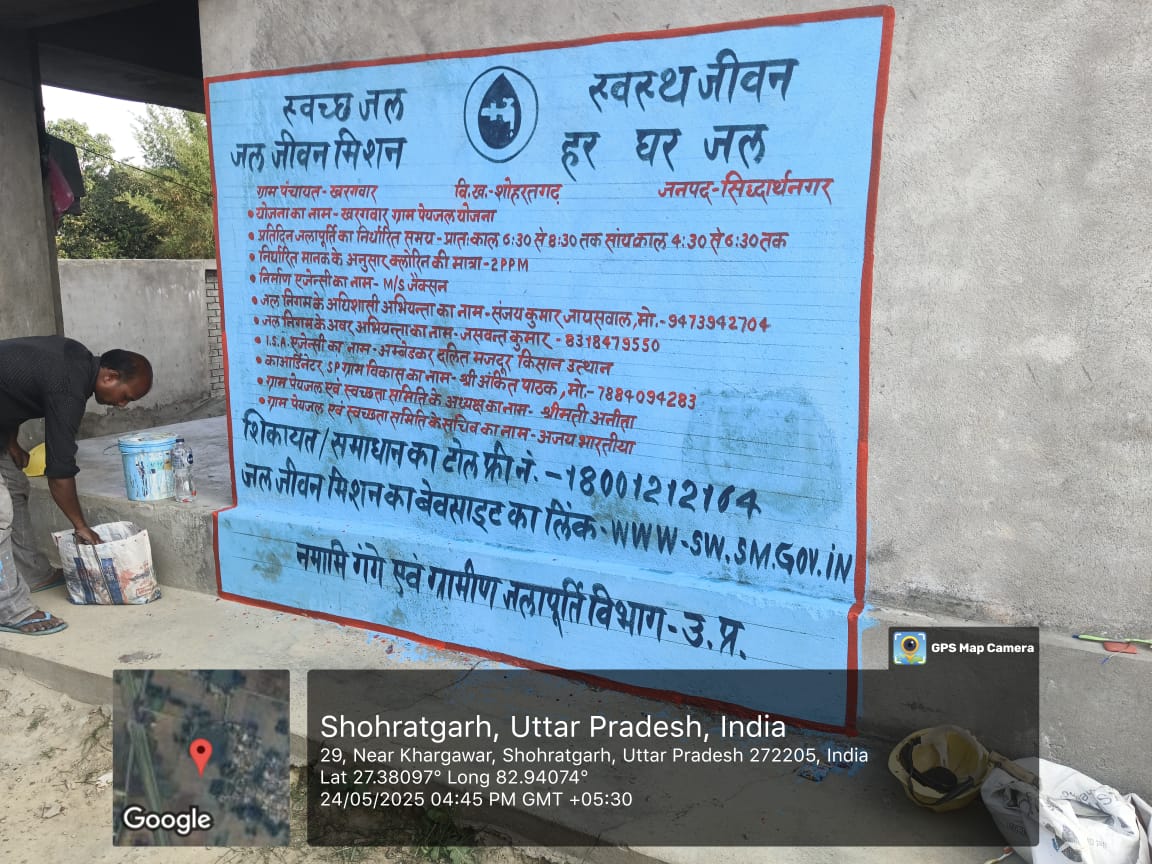 स्वच्छ जल
जल जीवन मिशन
स्वस्थ जीवन
हर घर जल
ग्राम पंचायत - खरगवार वि.ख.-शोहरतगढ़ जनपद-सिद्धार्थनगर
• योजना का नाम - खरगवार ग्राम पेयजल योजना
• प्रतिदिन जलापूर्ति का निर्धारित समय - प्रातःकाल 6:30 से 8:30 तक सांयकाल 4:30 से 6:30 तक
• निर्धारित मानक के अनुसार क्लोरिन की मात्रा - 2PPM
• निर्माण एजेन्सी का नाम - M/S जैक्सन
• जल निगम के अधिशासी अभियन्ता का नाम - संजय कुमार जायसवाल, मो.- 9473942704
• जल निगम के अवर अभियन्ता का नाम - जसवन्त कुमार - 8318479550
• I.S.A. एजेन्सी का नाम - अम्बेडकर दलित मजदूर किसान उत्थान
• काआर्डिनेटर SP ग्राम विकास का नाम - श्री अंकित पाठक, मो.- 7884094283
• ग्राम पेयजल एवं स्वच्छता समिति के अध्यक्ष का नाम - श्रीमती अनीता
• ग्राम पेयजल एवं स्वच्छता समिति के सचिव का नाम - अजय भारतीया
शिकायत / समाधान का टोल फ्री नं. - 18001212164
जल जीवन मिशन का बेवसाइट का लिंक - WWW-SW.SM.GOV.iN
नमामि गंगे एवं ग्रामीण जलापूर्ति विभाग - उ.प्र.
GPS Map Camera
Shohratgarh, Uttar Pradesh, India
29, Near Khargawar, Shohratgarh, Uttar Pradesh 272205, India
Lat 27.38097° Long 82.94074°
24/05/2025 04:45 PM GMT +05:30
Google